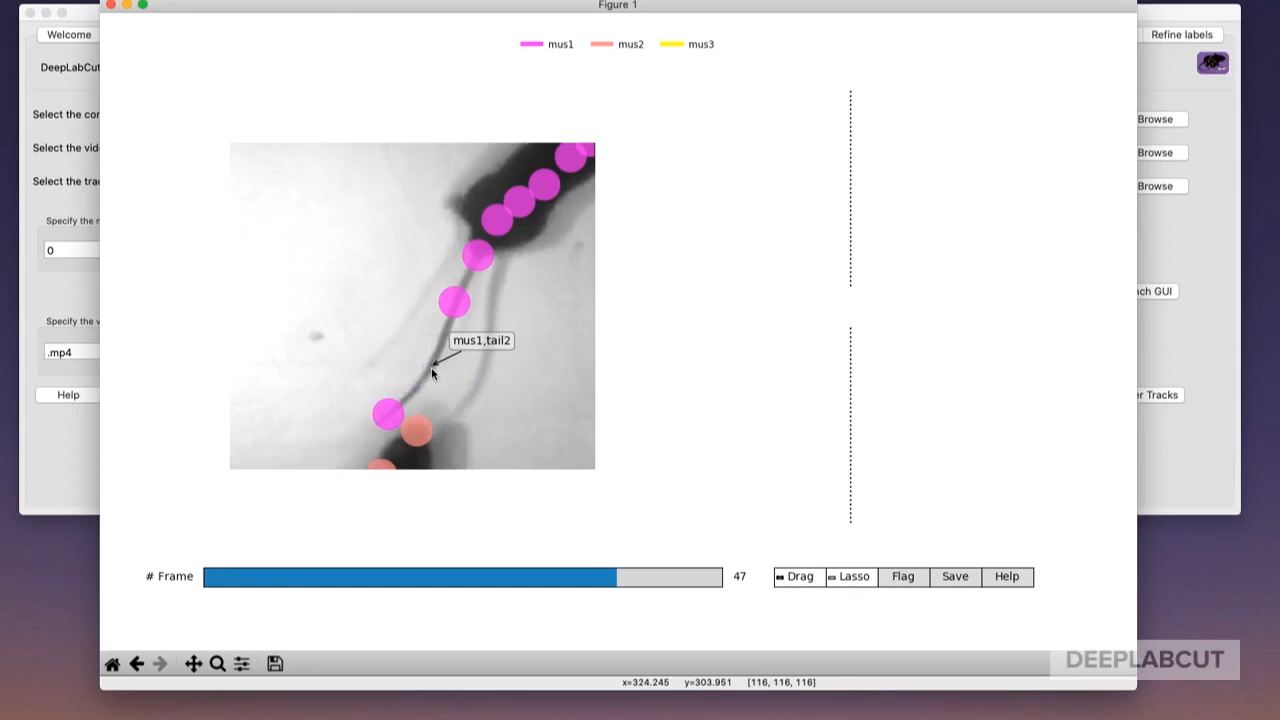 Figure 1
Welcome
Refine labels
mus1 mus2 mus3
DeepLabCut
Select the con
Browse
Select the vid
Browse
Select the trac
Browse
Specify the n
0
nch GUI
Specify the v
.mp4
mus1,tail2
Help
r Tracks
# Frame 47 Drag Lasso Flag Save Help
DEEPLABCUT
x=324.245 y=303.951 [116, 116, 116]